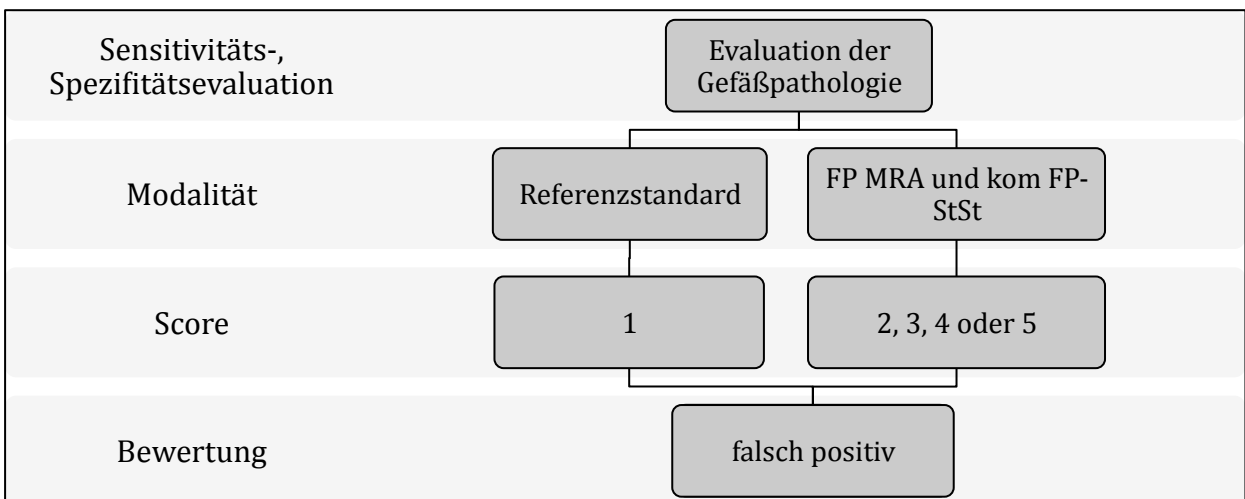 Sensitivitäts-,
Spezifitätsevaluation
Evaluation der
Gefäßpathologie
Modalität
Referenzstandard
FP MRA und kom FP-
StSt
Score
1
2, 3, 4 oder 5
Bewertung
falsch positiv